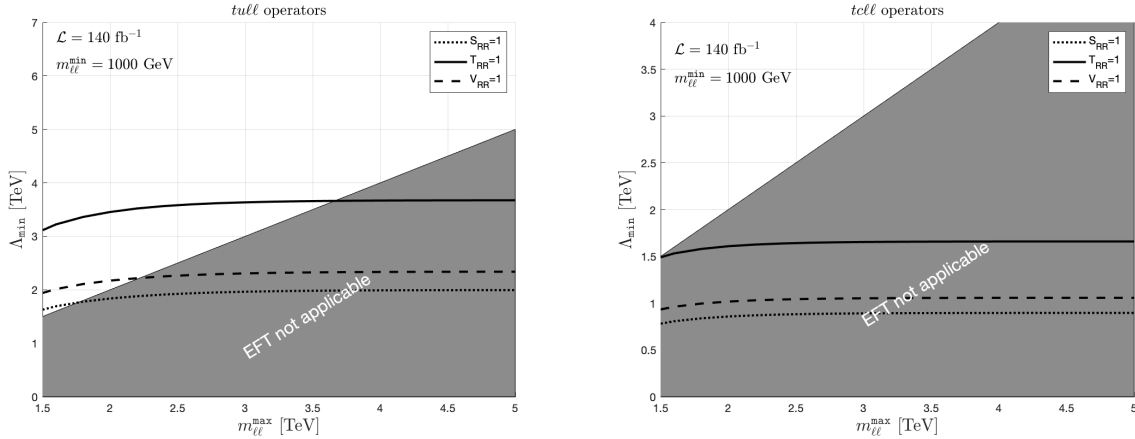 tuℓℓ operators
ℒ = 140 fb⁻¹
m_ℓℓ^min = 1000 GeV
S_RR=1
T_RR=1
V_RR=1
EFT not applicable
Λ_min [TeV]
7
6
5
4
3
2
1
0
1.5 2 2.5 3 3.5 4 4.5 5
m_ℓℓ^max [TeV]
tcℓℓ operators
ℒ = 140 fb⁻¹
m_ℓℓ^min = 1000 GeV
S_RR=1
T_RR=1
V_RR=1
EFT not applicable
Λ_min [TeV]
4
3.5
3
2.5
2
1.5
1
0.5
0
1.5 2 2.5 3 3.5 4 4.5 5
m_ℓℓ^max [TeV]